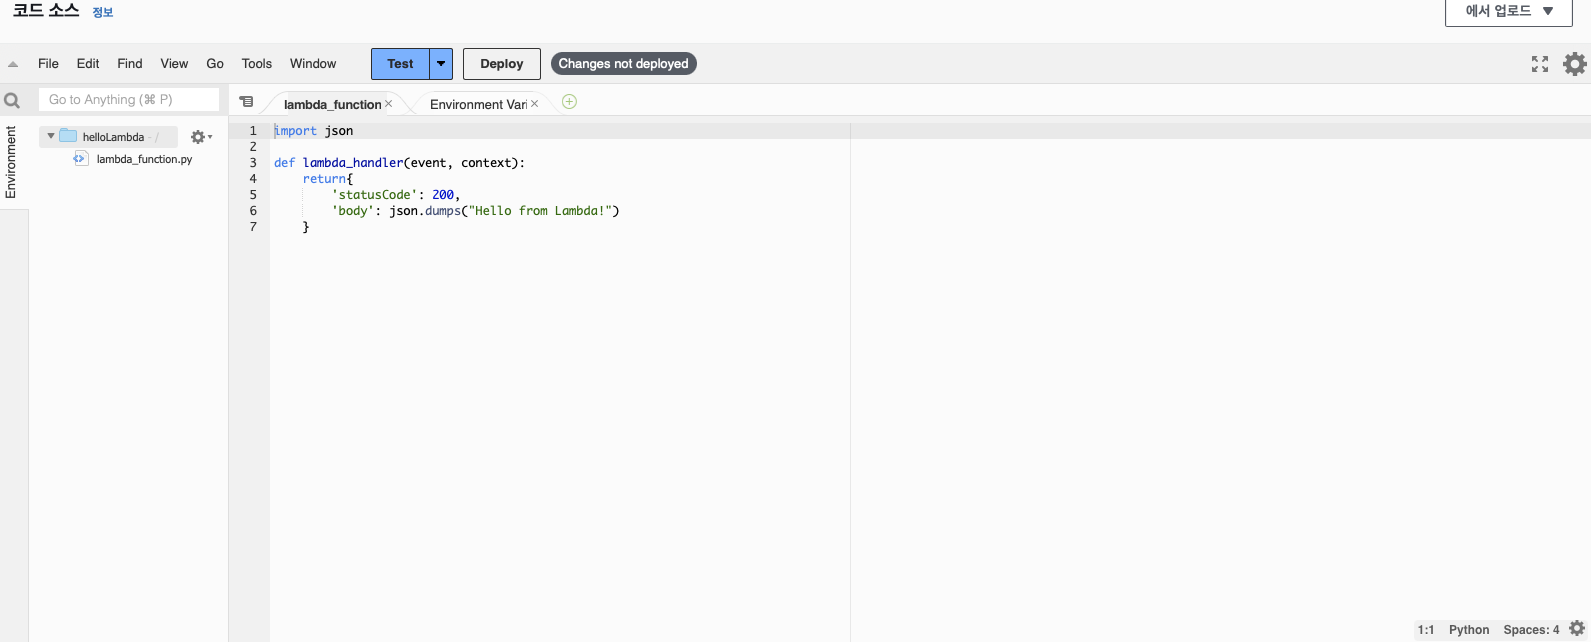 코드 소스 정보
에서 업로드 ▼
File Edit Find View Go Tools Window Test Deploy Changes not deployed
Go to Anything (⌘ P)
lambda_function × Environment Vari ×
Environment
helloLambda - /
lambda_function.py
1 import json
2
3 def lambda_handler(event, context):
4     return{
5         'statusCode': 200,
6         'body': json.dumps("Hello from Lambda!")
7     }
1:1 Python Spaces: 4